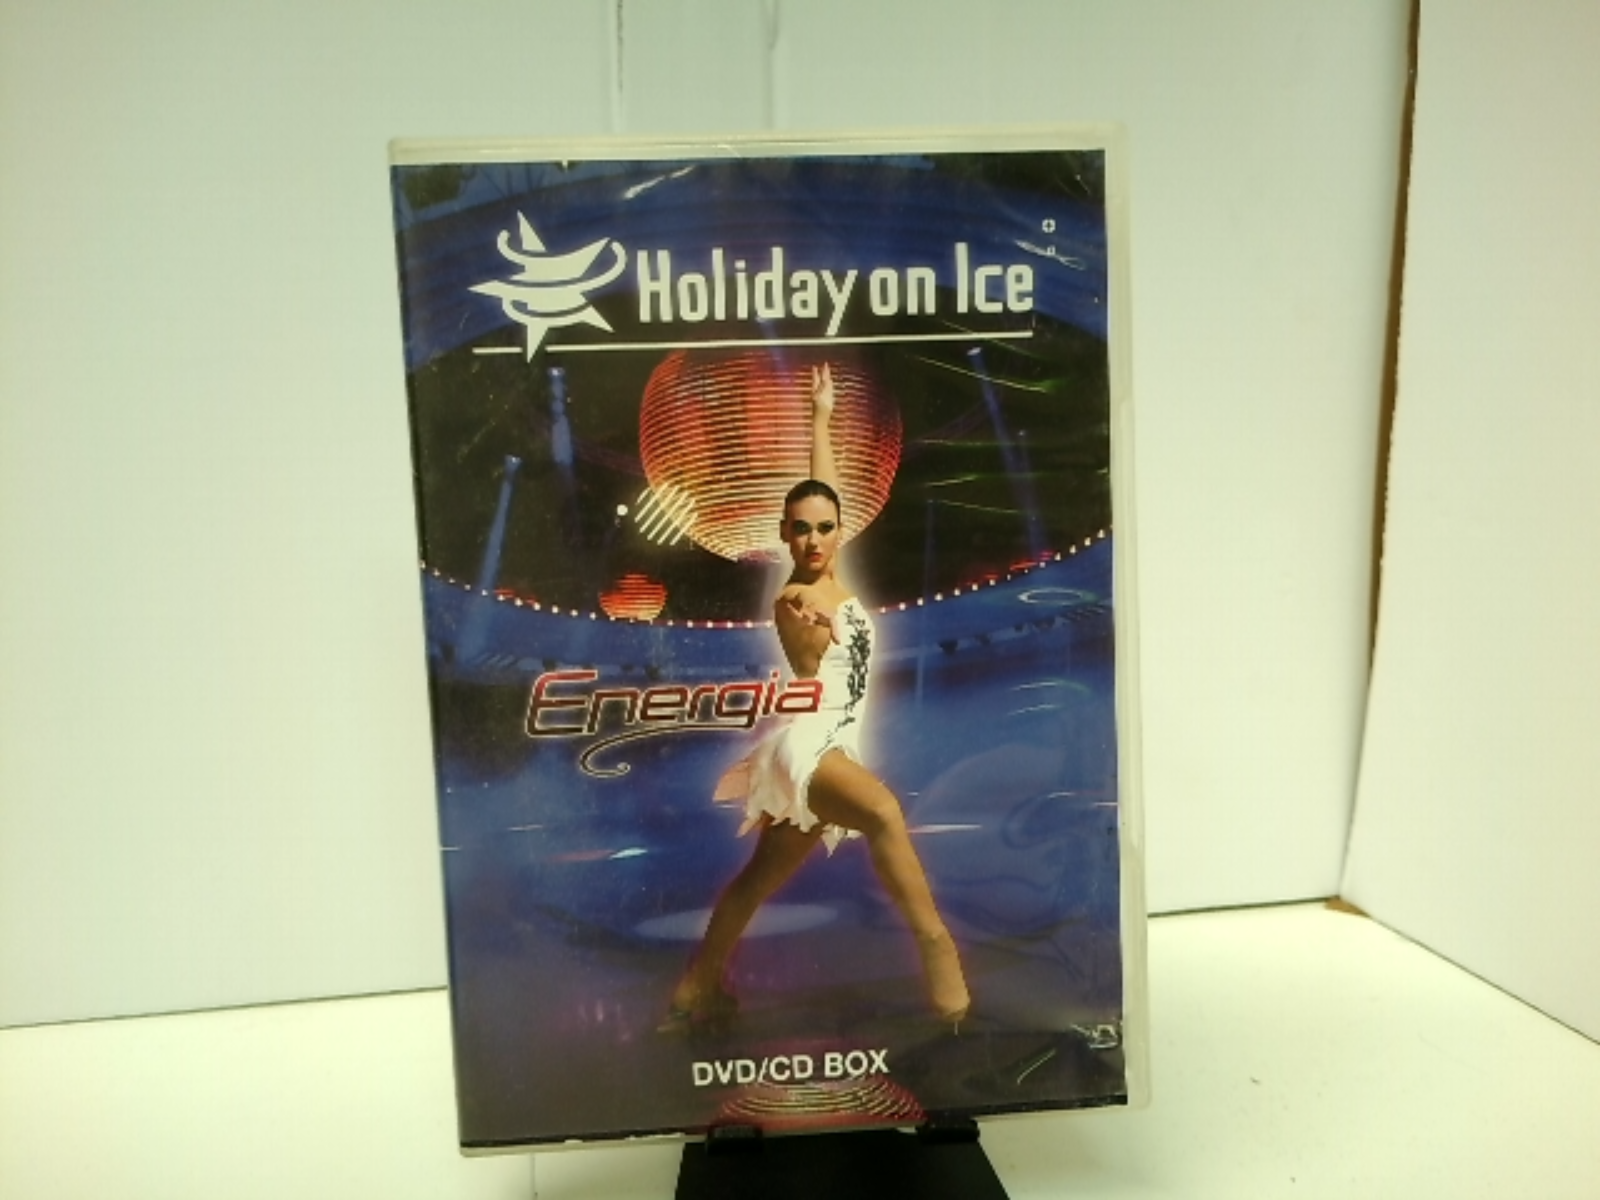 Holiday on Ice
Energia
DVD/CD BOX